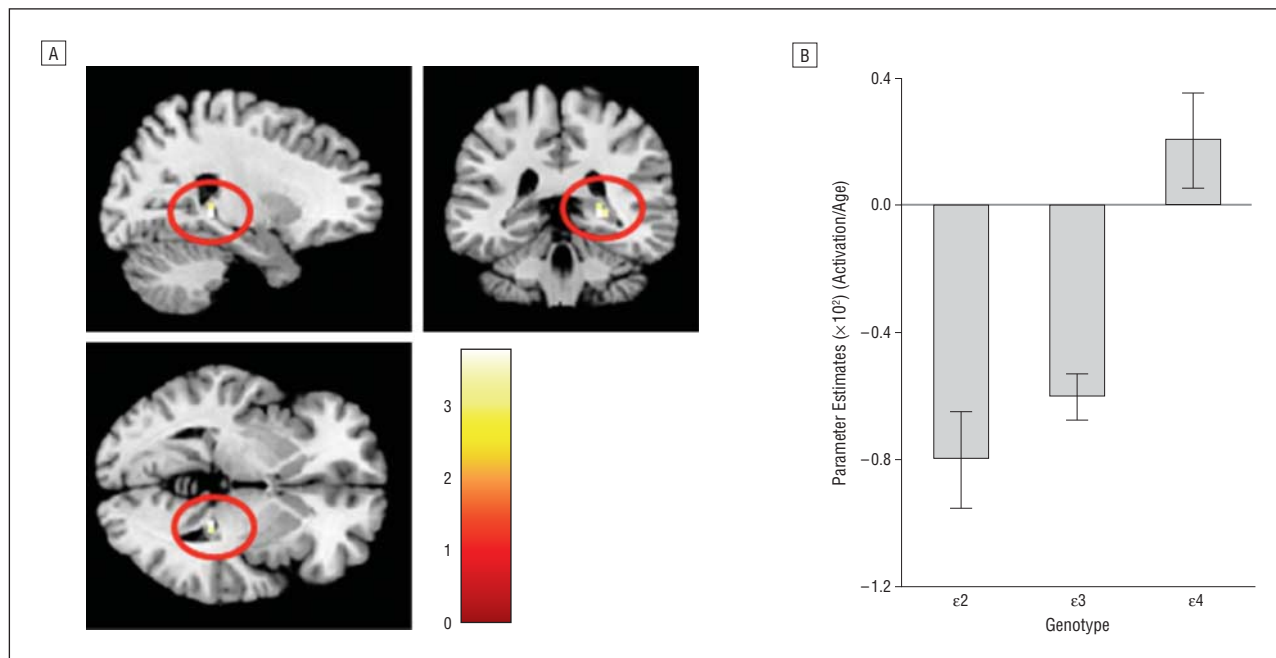 A
3
2
1
0
B
Parameter Estimates (×10²) (Activation/Age)
0.4
0.0
−0.4
−0.8
−1.2
ε2 ε3 ε4
Genotype